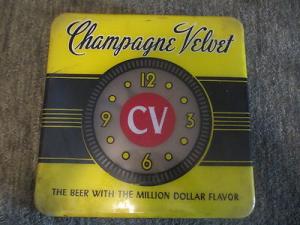 Champagne Velvet
12
9 CV 3
6
THE BEER WITH THE MILLION DOLLAR FLAVOR